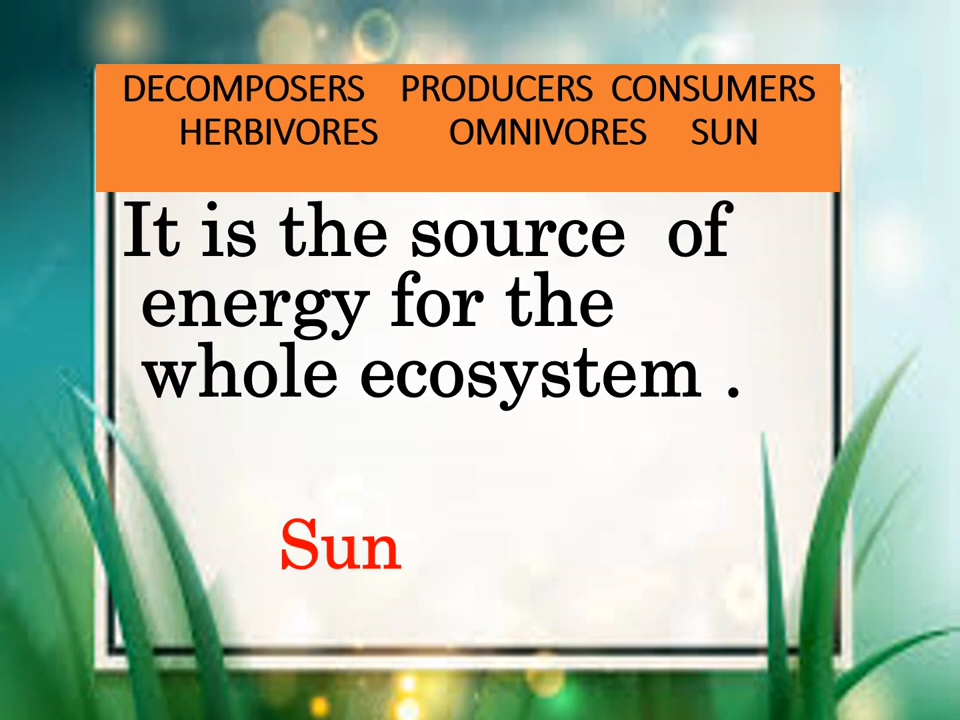 DECOMPOSERS PRODUCERS CONSUMERS
HERBIVORES OMNIVORES SUN
It is the source of
energy for the
whole ecosystem .
Sun